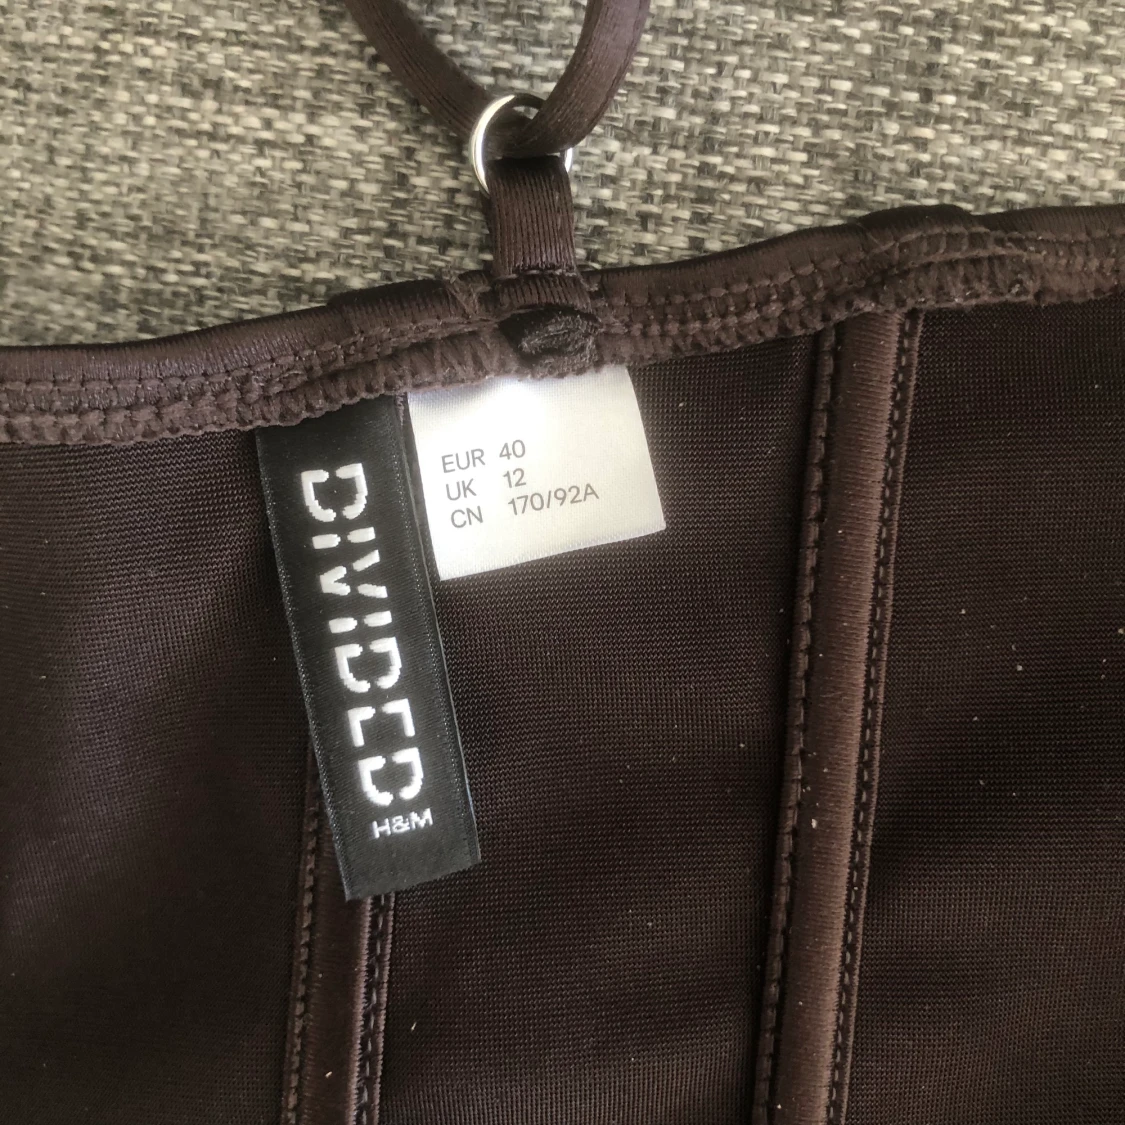 DIVIDED
H&M
EUR 40
UK 12
CN 170/92A